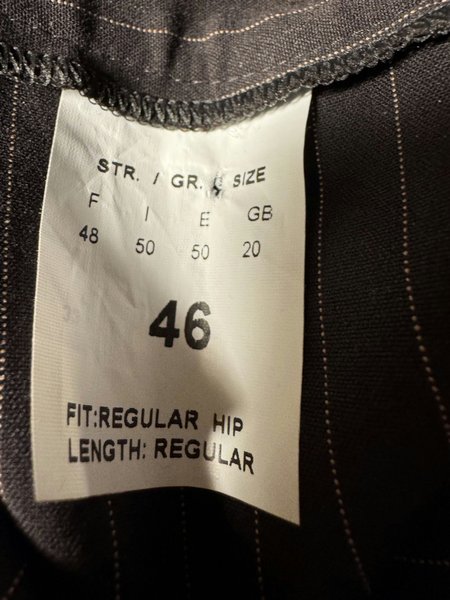 STR. / GR. SIZE
F I E GB
48 50 50 20
46
FIT:REGULAR HIP
LENGTH: REGULAR